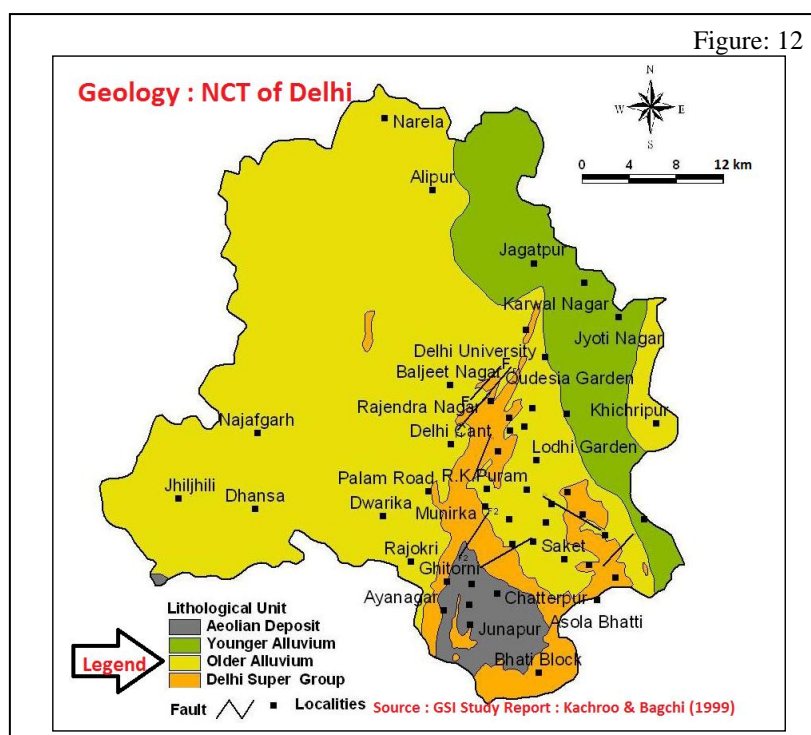 Figure: 12
Geology : NCT of Delhi
N
W E
S
0 4 8 12 km
Narela
Alipur
Jagatpur
Karwal Nagar
Jyoti Nagar
Delhi University
F
Baljeet Nagar
Qudesia Garden
F
Rajendra Nagar
Khichripur
Najafgarh
Delhi Cant
Lodhi Garden
Palam Road
R.K.Puram
Jhiljhili
Dhansa
Dwarika
Munirka
F2
Saket
F2
Rajokri
Ghitorni
Ayanagar
Chatterpur
Asola Bhatti
Junapur
Bhati Block
Lithological Unit
Aeolian Deposit
Younger Alluvium
Legend
Older Alluvium
Delhi Super Group
Fault
Localities
Source : GSI Study Report : Kachroo & Bagchi (1999)